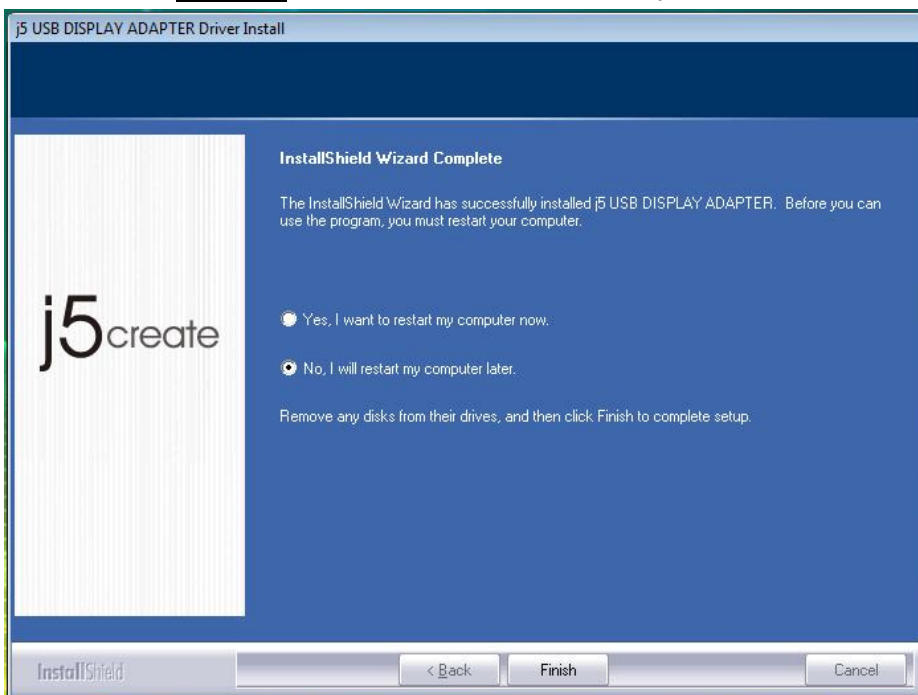 j5 USB DISPLAY ADAPTER Driver Install
InstallShield Wizard Complete
The InstallShield Wizard has successfully installed j5 USB DISPLAY ADAPTER. Before you can
use the program, you must restart your computer.
j5create
Yes, I want to restart my computer now.
No, I will restart my computer later.
Remove any disks from their drives, and then click Finish to complete setup.
InstallShield
< Back
Finish
Cancel